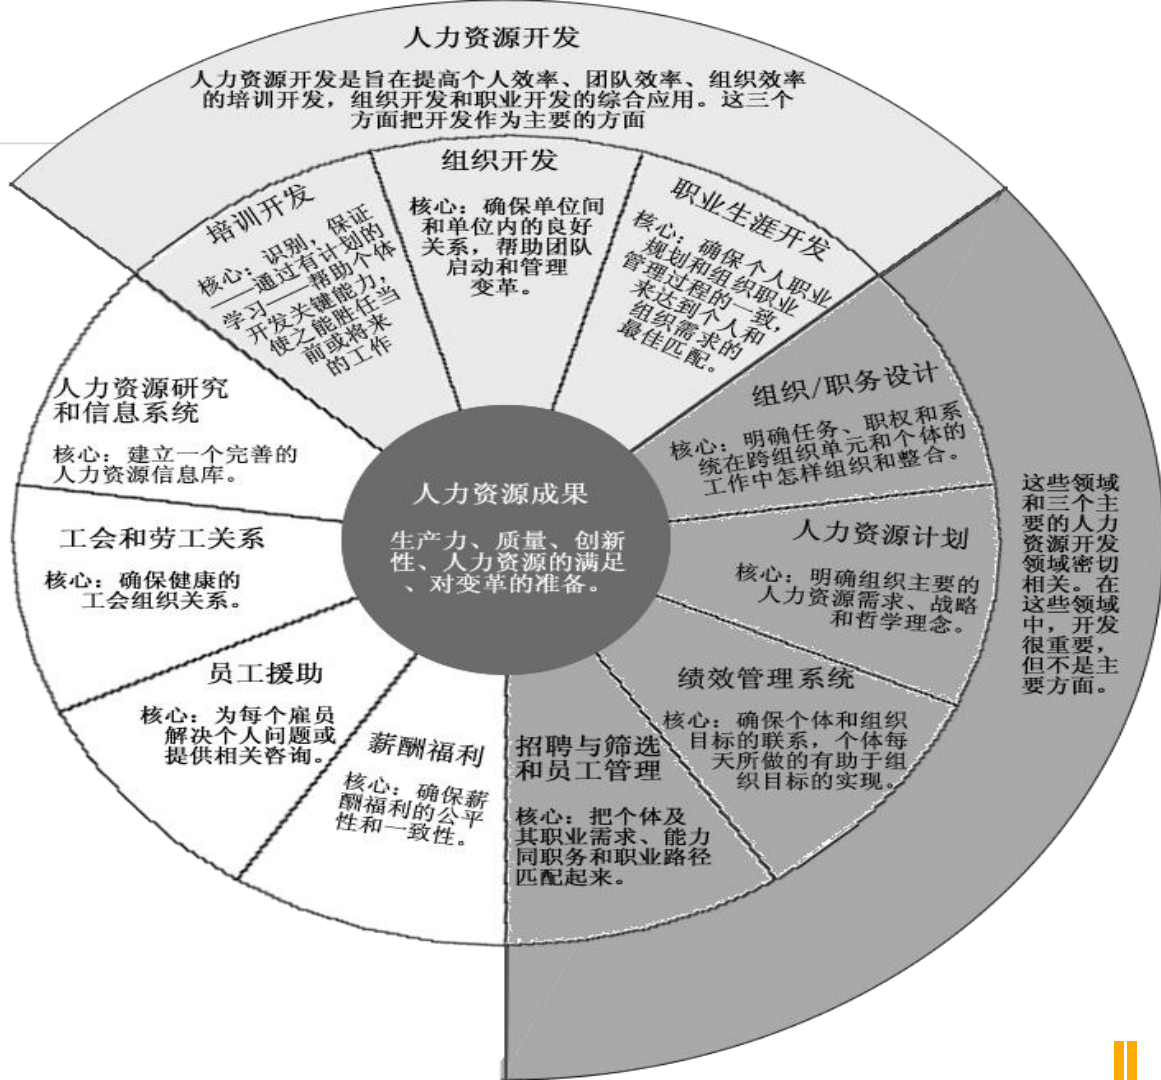 人力资源开发
人力资源开发是旨在提高个人效率、团队效率、组织效率
的培训开发，组织开发和职业开发的综合应用。这三个
方面把开发作为主要的方面
培训开发
核心：识别，保证
——通过有计划的
学习——帮助个体
开发关键能力，
使之能胜任当
前或将来
的工作
组织开发
核心：确保单位间
和单位内的良好
关系，帮助团队
启动和管理
变革。
职业生涯开发
核心：确保个人职业
规划和组织职业
管理过程的一致，
来达到个人和
组织需求的
最佳匹配。
组织/职务设计
核心：明确任务、职权和系
统在跨组织单元和个体的
工作中怎样组织和整合。
人力资源计划
核心：明确组织主要的
人力资源需求、战略
和哲学理念。
绩效管理系统
核心：确保个体和组织
目标的联系，个体每
天所做的有助于组
织目标的实现。
招聘与筛选
和员工管理
核心：把个体及
其职业需求、能力
同职务和职业路径
匹配起来。
薪酬福利
核心：确保薪
酬福利的公平
性和一致性。
员工援助
核心：为每个雇员
解决个人问题或
提供相关咨询。
工会和劳工关系
核心：确保健康的
工会组织关系。
人力资源研究
和信息系统
核心：建立一个完善的
人力资源信息库。
人力资源成果
生产力、质量、创新
性、人力资源的满足
、对变革的准备。
这些领域
和三个主
要的人力
资源开发
领域密切
相关。在
这些领域
中，开发
很重要，
但不是主
要方面。